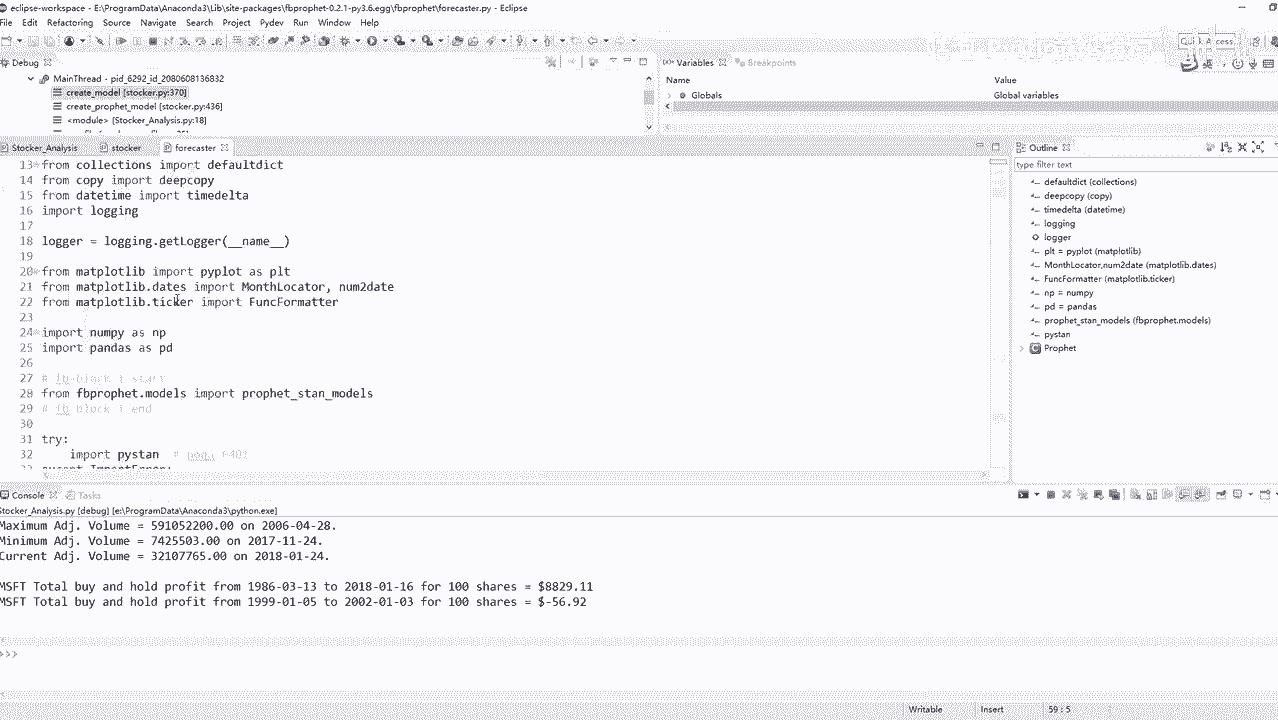 eclipse-workspace - E:\ProgramData\Anaconda3\Lib\site-packages\fbprophet-0.2.1-py3.6.egg\fbprophet\forecaster.py - Eclipse
File Edit Refactoring Source Navigate Search Project Pydev Run Window Help
Debug
MainThread - pid_6292_id_2080608136832
create_model [stocker.py:370]
create_prophet_model [stocker.py:436]
<module> [Stocker_Analysis.py:18]
Variables Breakpoints
Name Value
Globals Global variables
Stocker_Analysis stocker forecaster
13 from collections import defaultdict
14 from copy import deepcopy
15 from datetime import timedelta
16 import logging
17
18 logger = logging.getLogger(__name__)
19
20 from matplotlib import pyplot as plt
21 from matplotlib.dates import MonthLocator, num2date
22 from matplotlib.ticker import FuncFormatter
23
24 import numpy as np
25 import pandas as pd
26
27 # fb-block 1 start
28 from fbprophet.models import prophet_stan_models
29 # fb block 1 end
30
31 try:
32 import pystan #
except ImportError:
Outline
type filter text
defaultdict (collections)
deepcopy (copy)
timedelta (datetime)
logging
logger
plt = pyplot (matplotlib)
MonthLocator,num2date (matplotlib.dates)
FuncFormatter (matplotlib.ticker)
np = numpy
pd = pandas
prophet_stan_models (fbprophet.models)
pystan
Prophet
Console Tasks
Stocker_Analysis.py [debug] [e:\ProgramData\Anaconda3\python.exe]
Maximum Adj. Volume = 591052200.00 on 2006-04-28.
Minimum Adj. Volume = 7425503.00 on 2017-11-24.
Current Adj. Volume = 32107765.00 on 2018-01-24.
MSFT Total buy and hold profit from 1986-03-13 to 2018-01-16 for 100 shares = $8829.11
MSFT Total buy and hold profit from 1999-01-05 to 2002-01-03 for 100 shares = $-56.92
>>>
Writable Insert 59 : 5